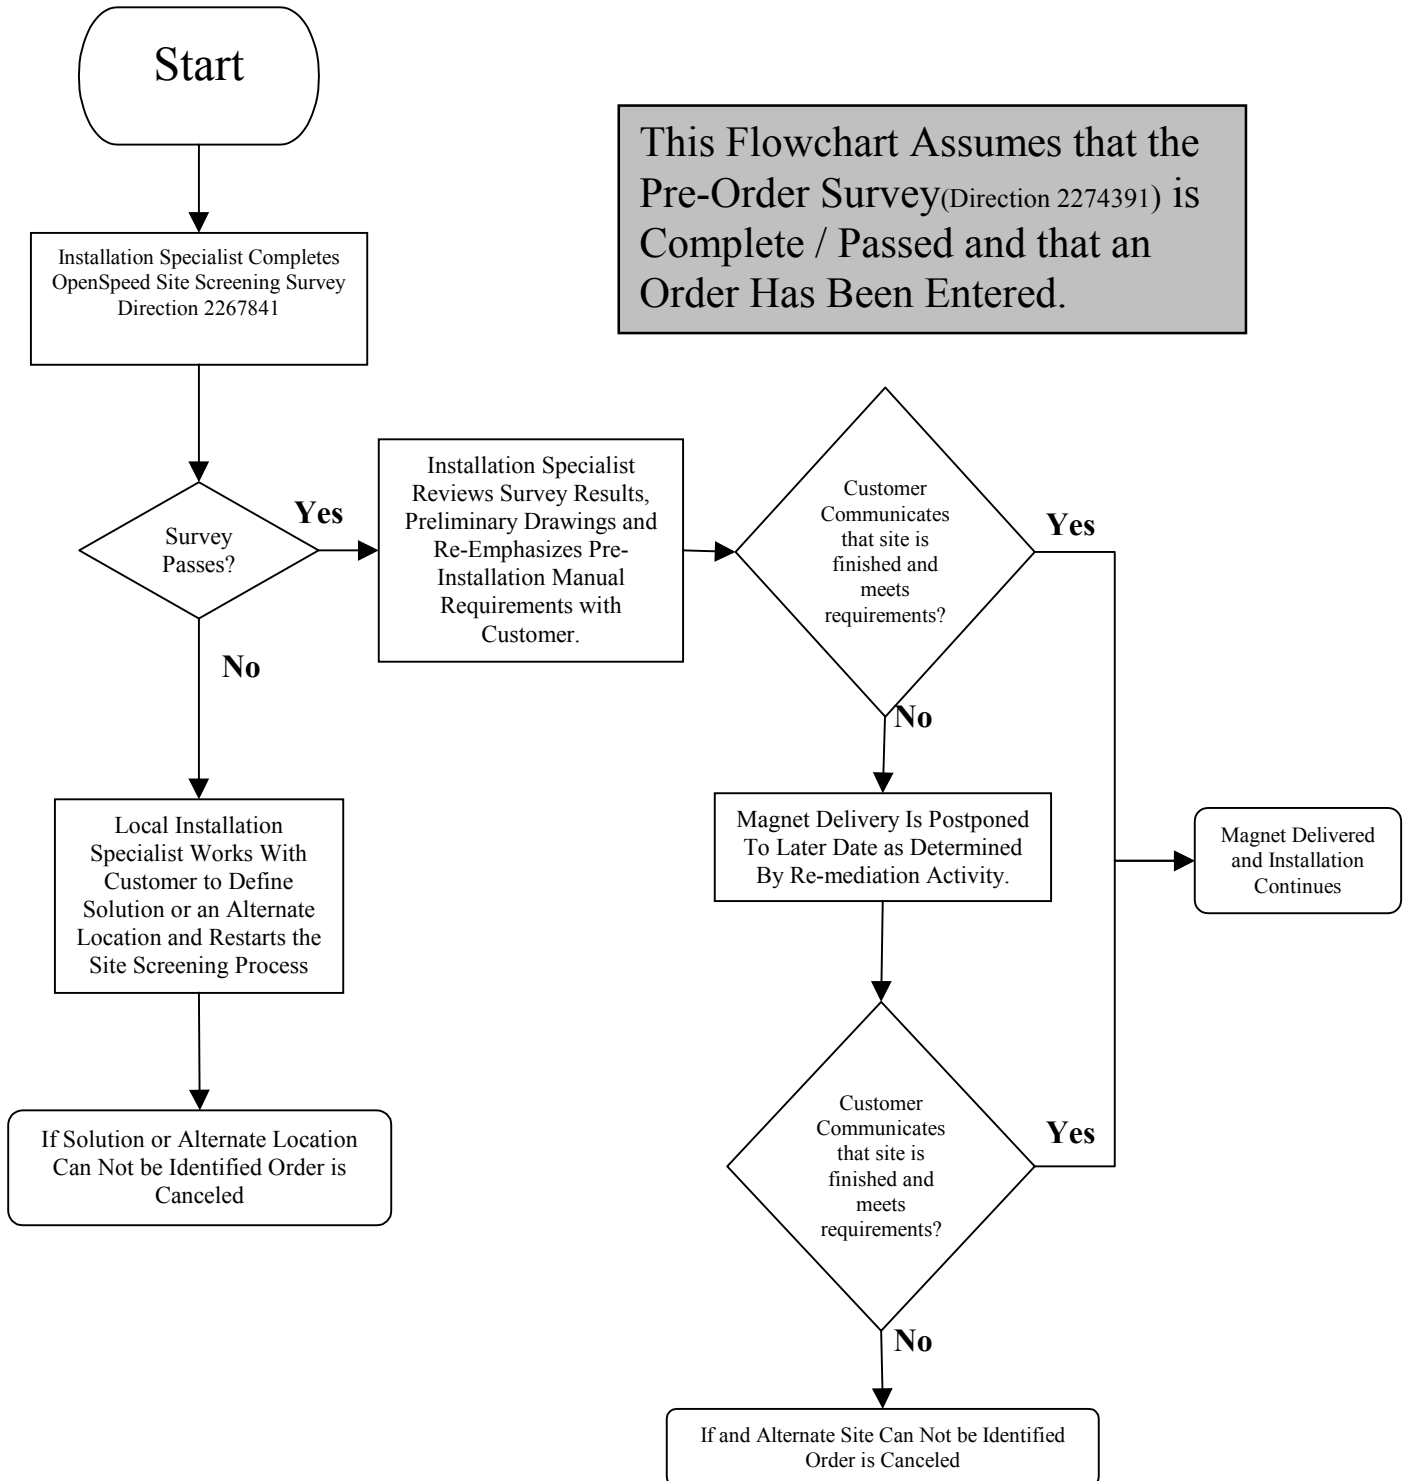 Start
This Flowchart Assumes that the
Pre-Order Survey(Direction 2274391) is
Complete / Passed and that an
Order Has Been Entered.
Installation Specialist Completes
OpenSpeed Site Screening Survey
Direction 2267841
Survey
Passes?
Yes
No
Installation Specialist
Reviews Survey Results,
Preliminary Drawings and
Re-Emphasizes Pre-
Installation Manual
Requirements with
Customer.
Customer
Communicates
that site is
finished and
meets
requirements?
Yes
No
Local Installation
Specialist Works With
Customer to Define
Solution or an Alternate
Location and Restarts the
Site Screening Process
Magnet Delivery Is Postponed
To Later Date as Determined
By Re-mediation Activity.
Magnet Delivered
and Installation
Continues
If Solution or Alternate Location
Can Not be Identified Order is
Canceled
Customer
Communicates
that site is
finished and
meets
requirements?
Yes
No
If and Alternate Site Can Not be Identified
Order is Canceled